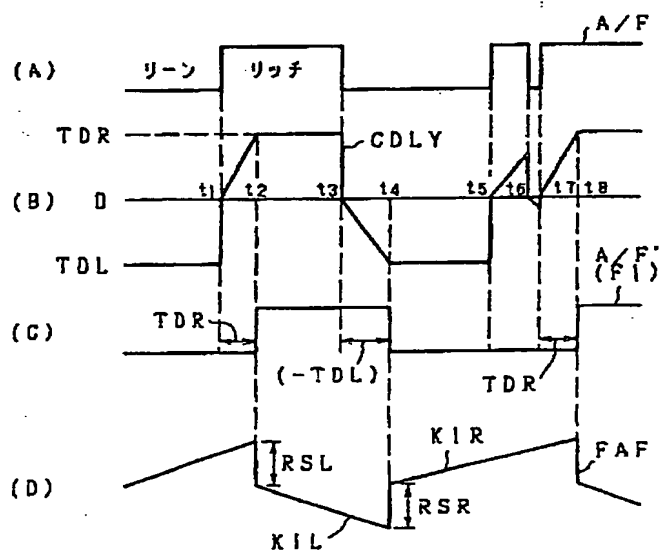 A/F
(A)
リーン
リッチ
TDR
CDLY
t1
t2
t3
t4
t5
t6
t7
t8
(B)
0
TDL
A/F'
(F1)
TDR
(C)
(-TDL)
TDR
KIR
FAF
RSL
(D)
RSR
KIL